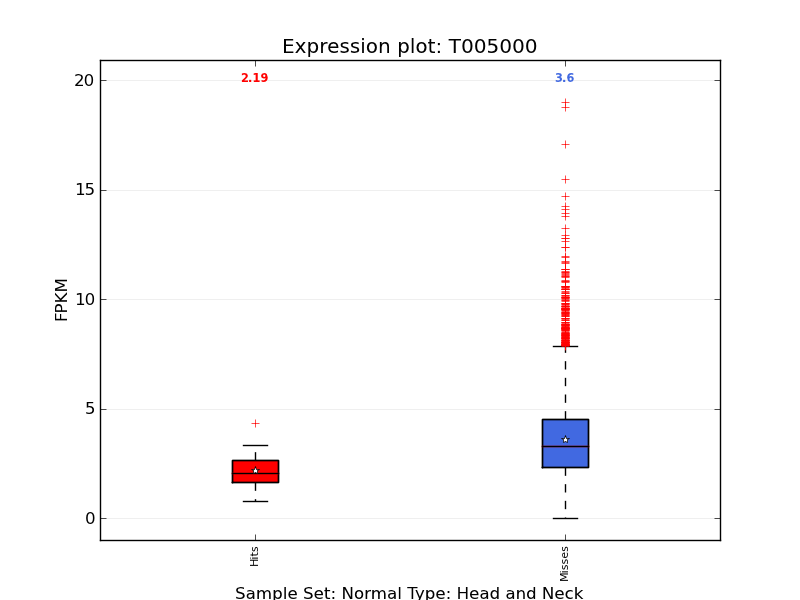 Expression plot: T005000
2.19
3.6
20
15
10
5
0
FPKM
Hits
Misses
Sample Set: Normal Type: Head and Neck